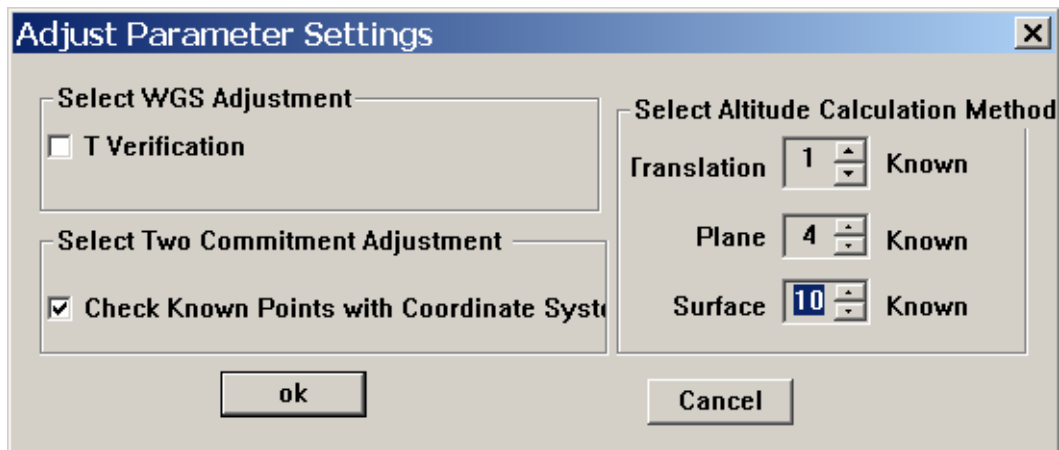 Adjust Parameter Settings
Select WGS Adjustment
T Verification
Select Two Commitment Adjustment
Check Known Points with Coordinate Syste
ok
Select Altitude Calculation Method
Translation 1 Known
Plane 4 Known
Surface 10 Known
Cancel